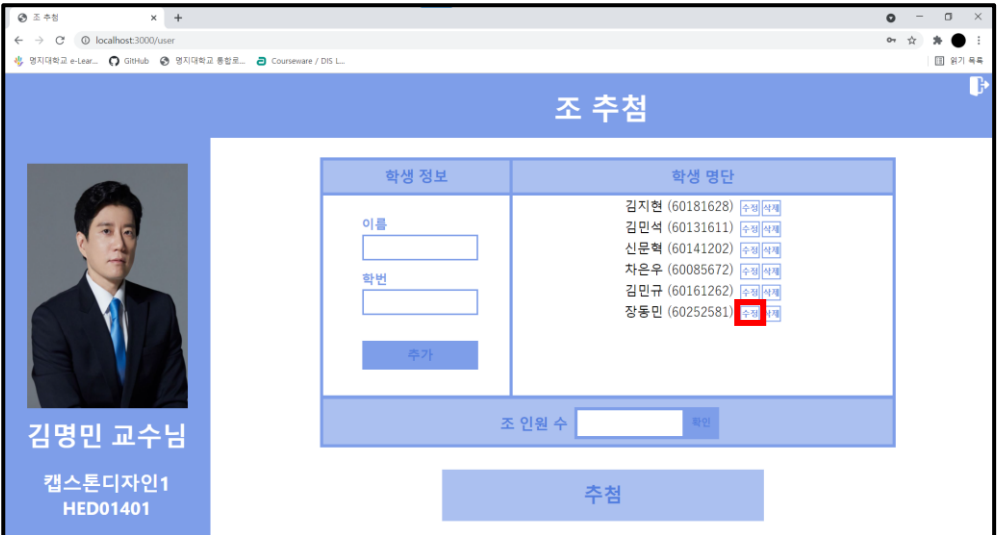 조 추첨
localhost:3000/user
명지대학교 e-Lear... GitHub 명지대학교 통합로... Courseware / DIS L... 읽기 목록
조 추첨
학생 정보 학생 명단
이름
학번
추가
김지현 (60181628) 수정 삭제
김민석 (60131611) 수정 삭제
신문혁 (60141202) 수정 삭제
차은우 (60085672) 수정 삭제
김민규 (60161262) 수정 삭제
장동민 (60252581) 수정 삭제
조 인원 수 확인
추첨
김명민 교수님
캡스톤디자인1
HED01401